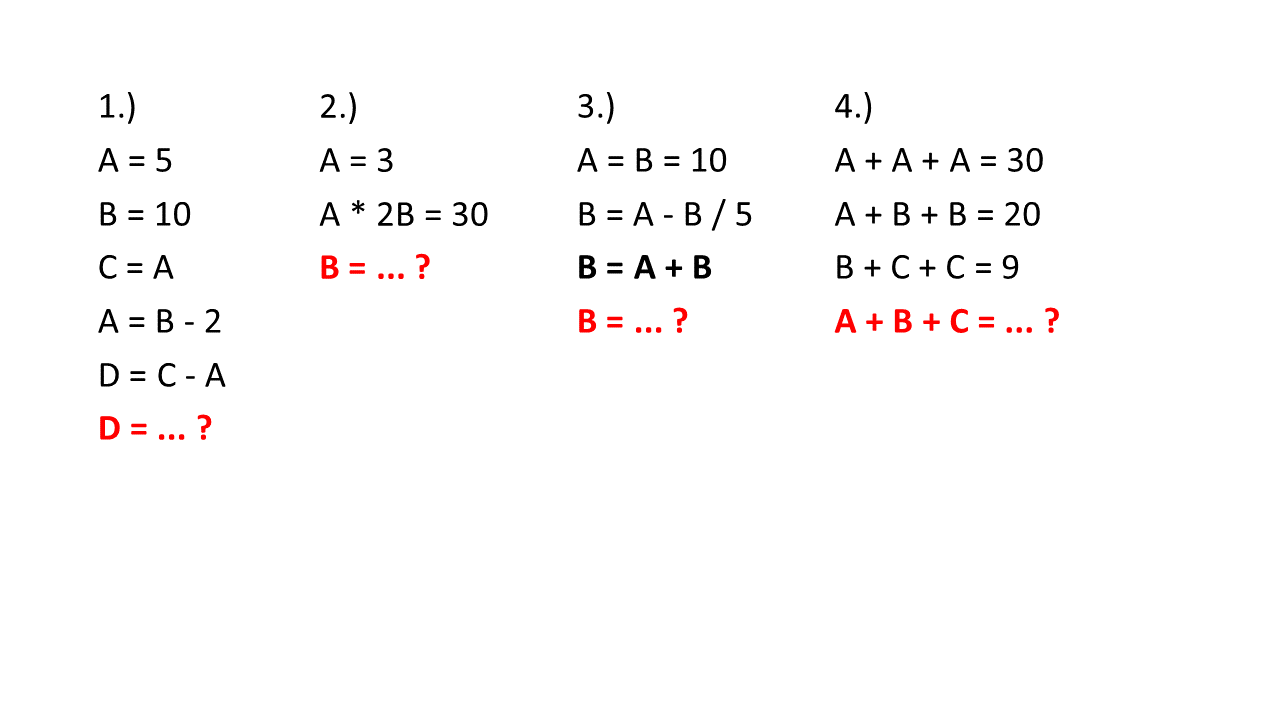 1.)
A = 5
B = 10
C = A
A = B - 2
D = C - A
D = ... ?
2.)
A = 3
A * 2B = 30
B = ... ?
3.)
A = B = 10
B = A - B / 5
B = A + B
B = ... ?
4.)
A + A + A = 30
A + B + B = 20
B + C + C = 9
A + B + C = ... ?